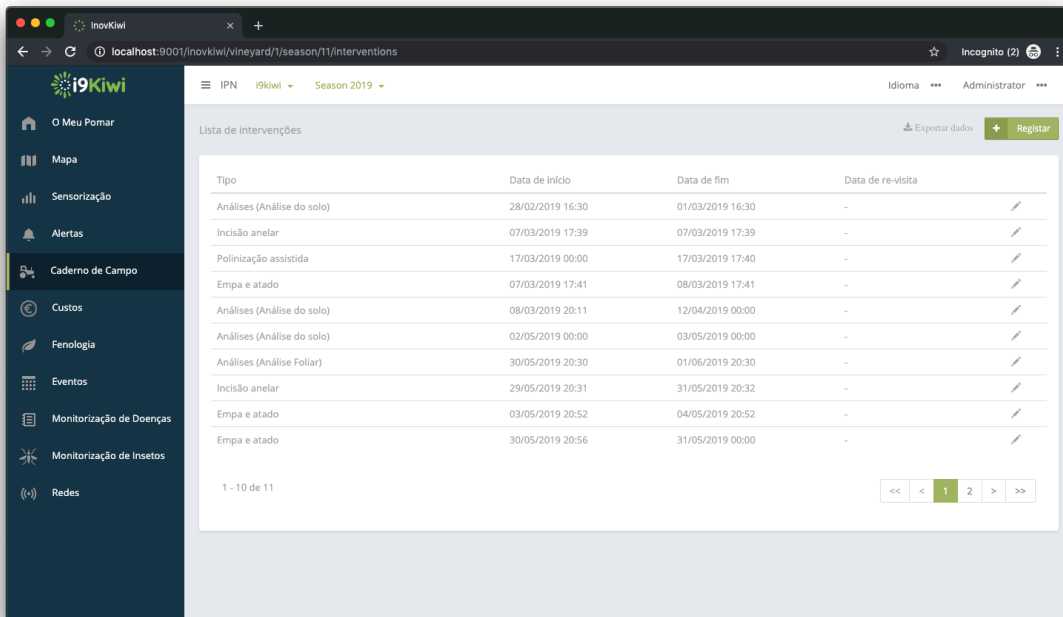 InovKiwi
localhost:9001/inovkiwi/vineyard/1/season/11/interventions
Incognito (2)
i9Kiwi
IPN i9kiwi Season 2019
Idioma Administrator
O Meu Pomar
Mapa
Sensorização
Alertas
Caderno de Campo
Custos
Fenologia
Eventos
Monitorização de Doenças
Monitorização de Insetos
Redes
Lista de intervenções
Exportar dados
+ Registar
Tipo Data de início Data de fim Data de re-visita
Análises (Análise do solo) 28/02/2019 16:30 01/03/2019 16:30 -
Incisão anelar 07/03/2019 17:39 07/03/2019 17:39 -
Polinização assistida 17/03/2019 00:00 17/03/2019 17:40 -
Empa e atado 07/03/2019 17:41 08/03/2019 17:41 -
Análises (Análise do solo) 08/03/2019 20:11 12/04/2019 00:00 -
Análises (Análise do solo) 02/05/2019 00:00 03/05/2019 00:00 -
Análises (Análise Foliar) 30/05/2019 20:30 01/06/2019 20:30 -
Incisão anelar 29/05/2019 20:31 31/05/2019 20:32 -
Empa e atado 03/05/2019 20:52 04/05/2019 20:52 -
Empa e atado 30/05/2019 20:56 31/05/2019 00:00 -
1 - 10 de 11
<< < 1 2 > >>